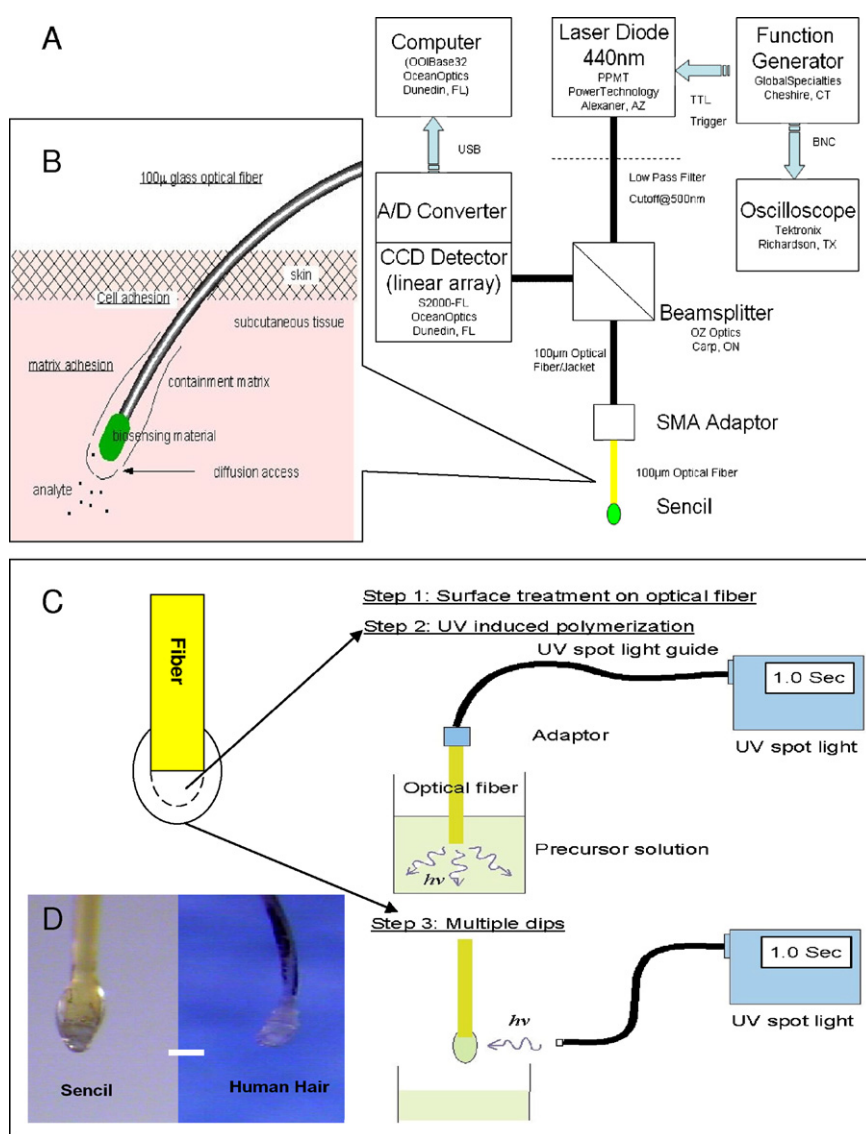 A
Computer
(OOIBase32
OceanOptics
Dunedin, FL)
Laser Diode
440nm
PPMT
PowerTechnology
Alexaner, AZ
Function
Generator
GlobalSpecialties
Cheshire, CT
TTL
Trigger
USB
BNC
Low Pass Filter
Cutoff@500nm
A/D Converter
CCD Detector
(linear array)
S2000-FL
OceanOptics
Dunedin, FL
Oscilloscope
Tektronix
Richardson, TX
Beamsplitter
OZ Optics
Carp, ON
100µm Optical
Fiber/Jacket
SMA Adaptor
100µm Optical Fiber
Sencil
B
100µ glass optical fiber
skin
Cell adhesion
subcutaneous tissue
matrix adhesion
containment matrix
biosensing material
diffusion access
analyte
C
Fiber
Step 1: Surface treatment on optical fiber
Step 2: UV induced polymerization
UV spot light guide
1.0 Sec
UV spot light
Adaptor
Optical fiber
Precursor solution
hν
Step 3: Multiple dips
hν
1.0 Sec
UV spot light
D
Sencil
Human Hair